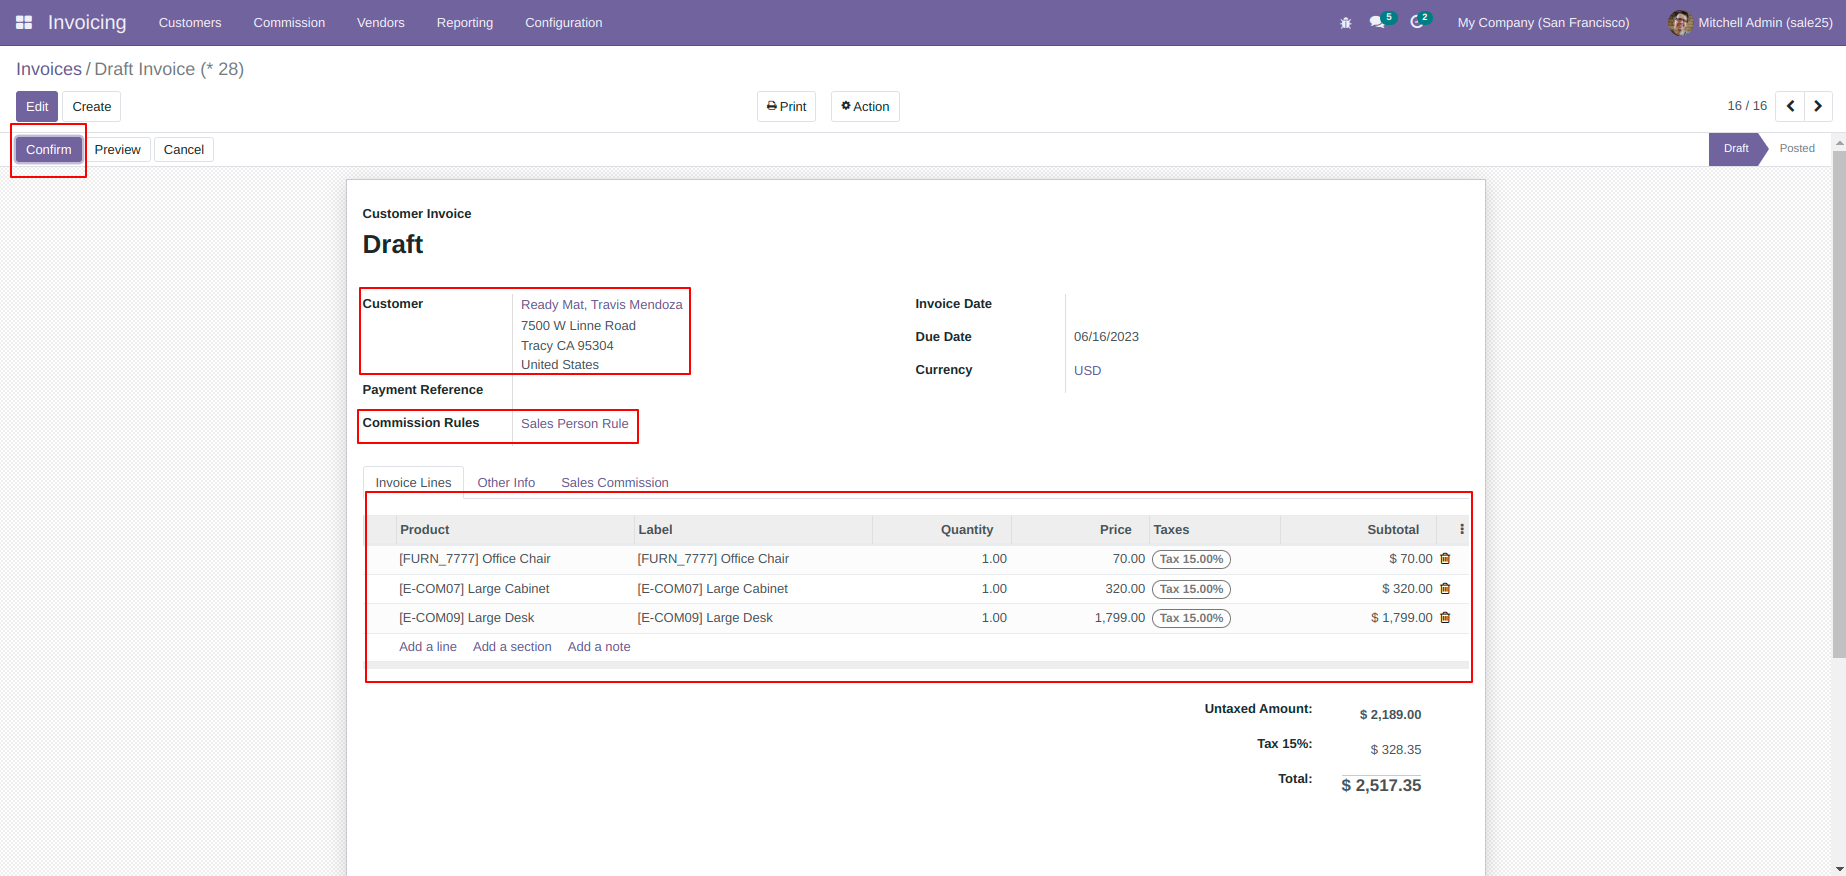 Invoicing Customers Commission Vendors Reporting Configuration 5 2 My Company (San Francisco) Mitchell Admin (sale25)
Invoices / Draft Invoice (* 28)
Edit Create Print Action 16 / 16
Confirm Preview Cancel Draft Posted
Customer Invoice
Draft
Customer Ready Mat, Travis Mendoza Invoice Date
7500 W Linne Road
Due Date 06/16/2023
Tracy CA 95304
United States
Currency USD
Payment Reference
Commission Rules Sales Person Rule
Invoice Lines Other Info Sales Commission
Product Label Quantity Price Taxes Subtotal
[FURN_7777] Office Chair [FURN_7777] Office Chair 1.00 70.00 Tax 15.00% $ 70.00
[E-COM07] Large Cabinet [E-COM07] Large Cabinet 1.00 320.00 Tax 15.00% $ 320.00
[E-COM09] Large Desk [E-COM09] Large Desk 1.00 1,799.00 Tax 15.00% $ 1,799.00
Add a line Add a section Add a note
Untaxed Amount: $ 2,189.00
Tax 15%: $ 328.35
Total: $ 2,517.35